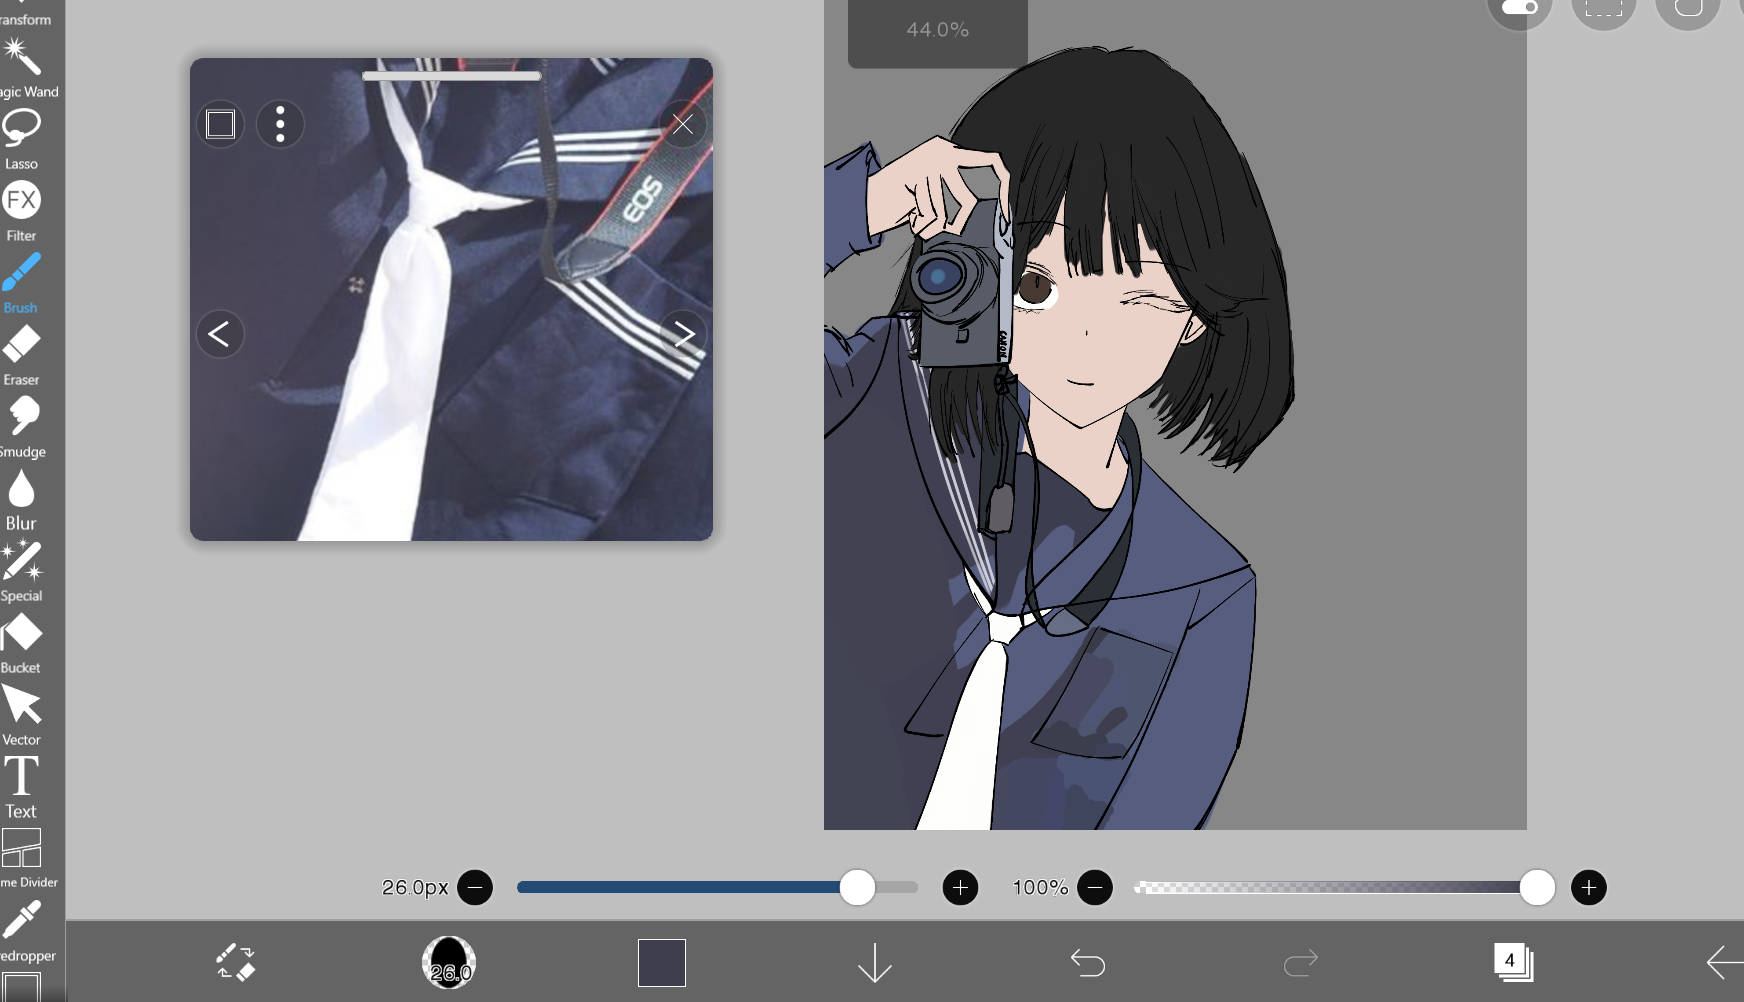 ransform
agic Wand
Lasso
FX
Filter
Brush
Eraser
Smudge
Blur
Special
Bucket
Vector
T
Text
me Divider
edropper
EOS
44.0%
CANON
26.0px
100%
26.0
4